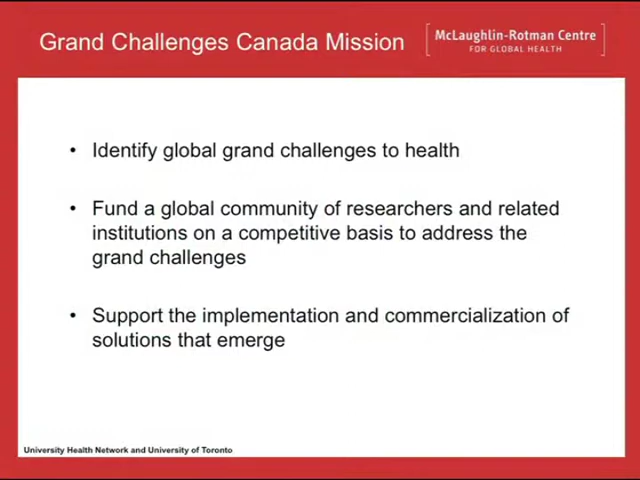 Grand Challenges Canada Mission
McLaughlin-Rotman Centre
FOR GLOBAL HEALTH
• Identify global grand challenges to health
• Fund a global community of researchers and related
institutions on a competitive basis to address the
grand challenges
• Support the implementation and commercialization of
solutions that emerge
University Health Network and University of Toronto